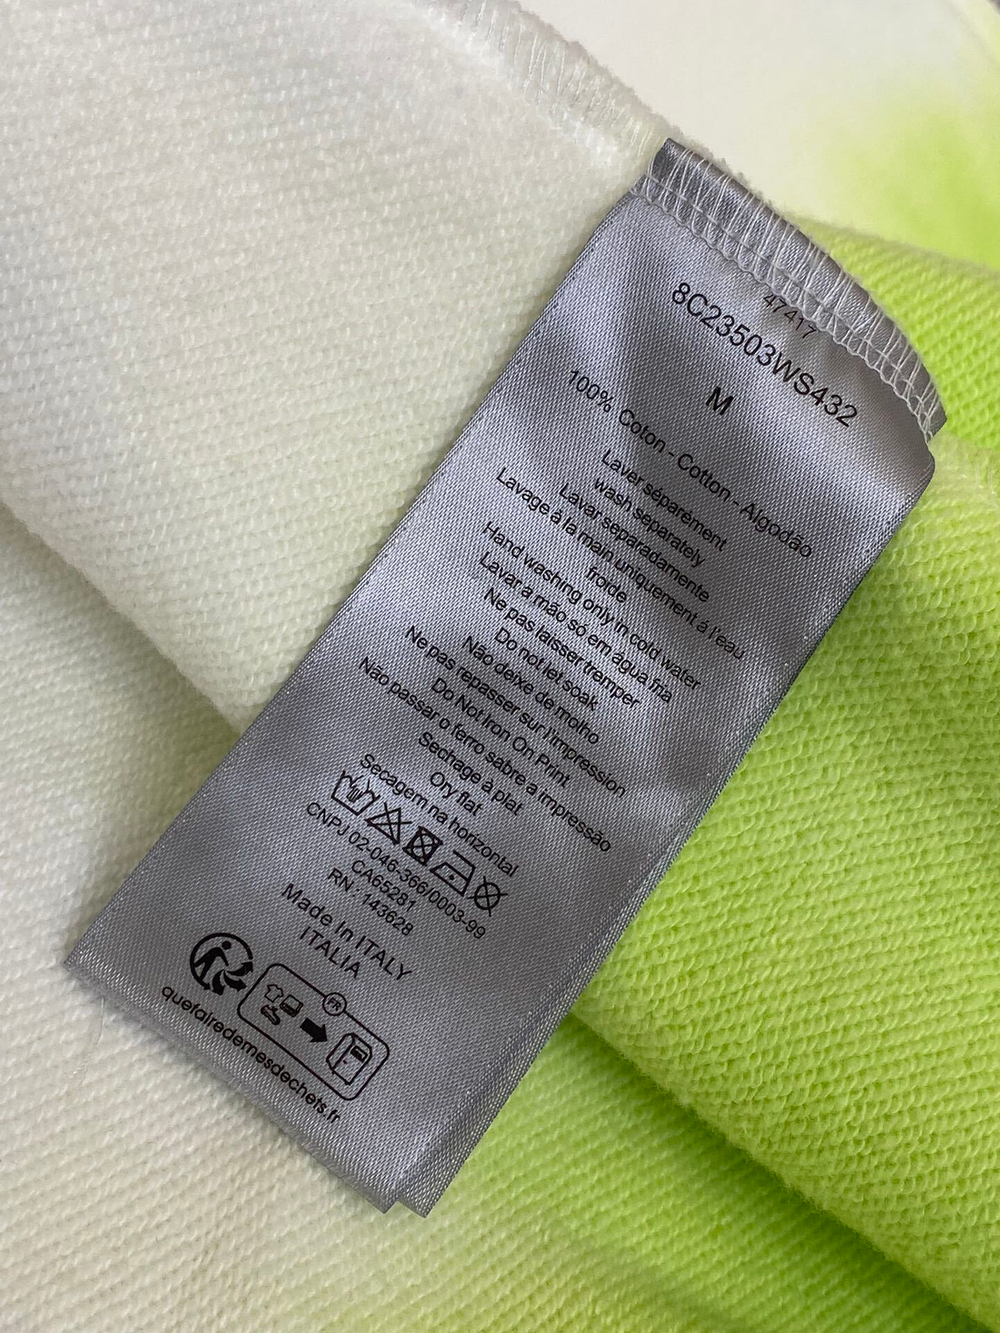 47417
8C23503WS432
M
100% Coton - Cotton - Algodão
Laver séparément
wash separately
Lavar separadamente
Lavage à la main uniquement á l'eau
froide
Hand washing only in cold water
Lavar a mão só em água fria
Ne pas laisser tremper
Do not let soak
Não deixe de molho
Ne pas repasser sur l'impression
Do Not Iron On Print
Não passar o ferro sabre a impressão
Sechage à plat
Ory flat
Secagem na horizontal
CNPJ 02-046-366/0003-99
CA65281
RN : 143628
Made in ITALY
ITALIA
FR
quefairedemesdechets.fr